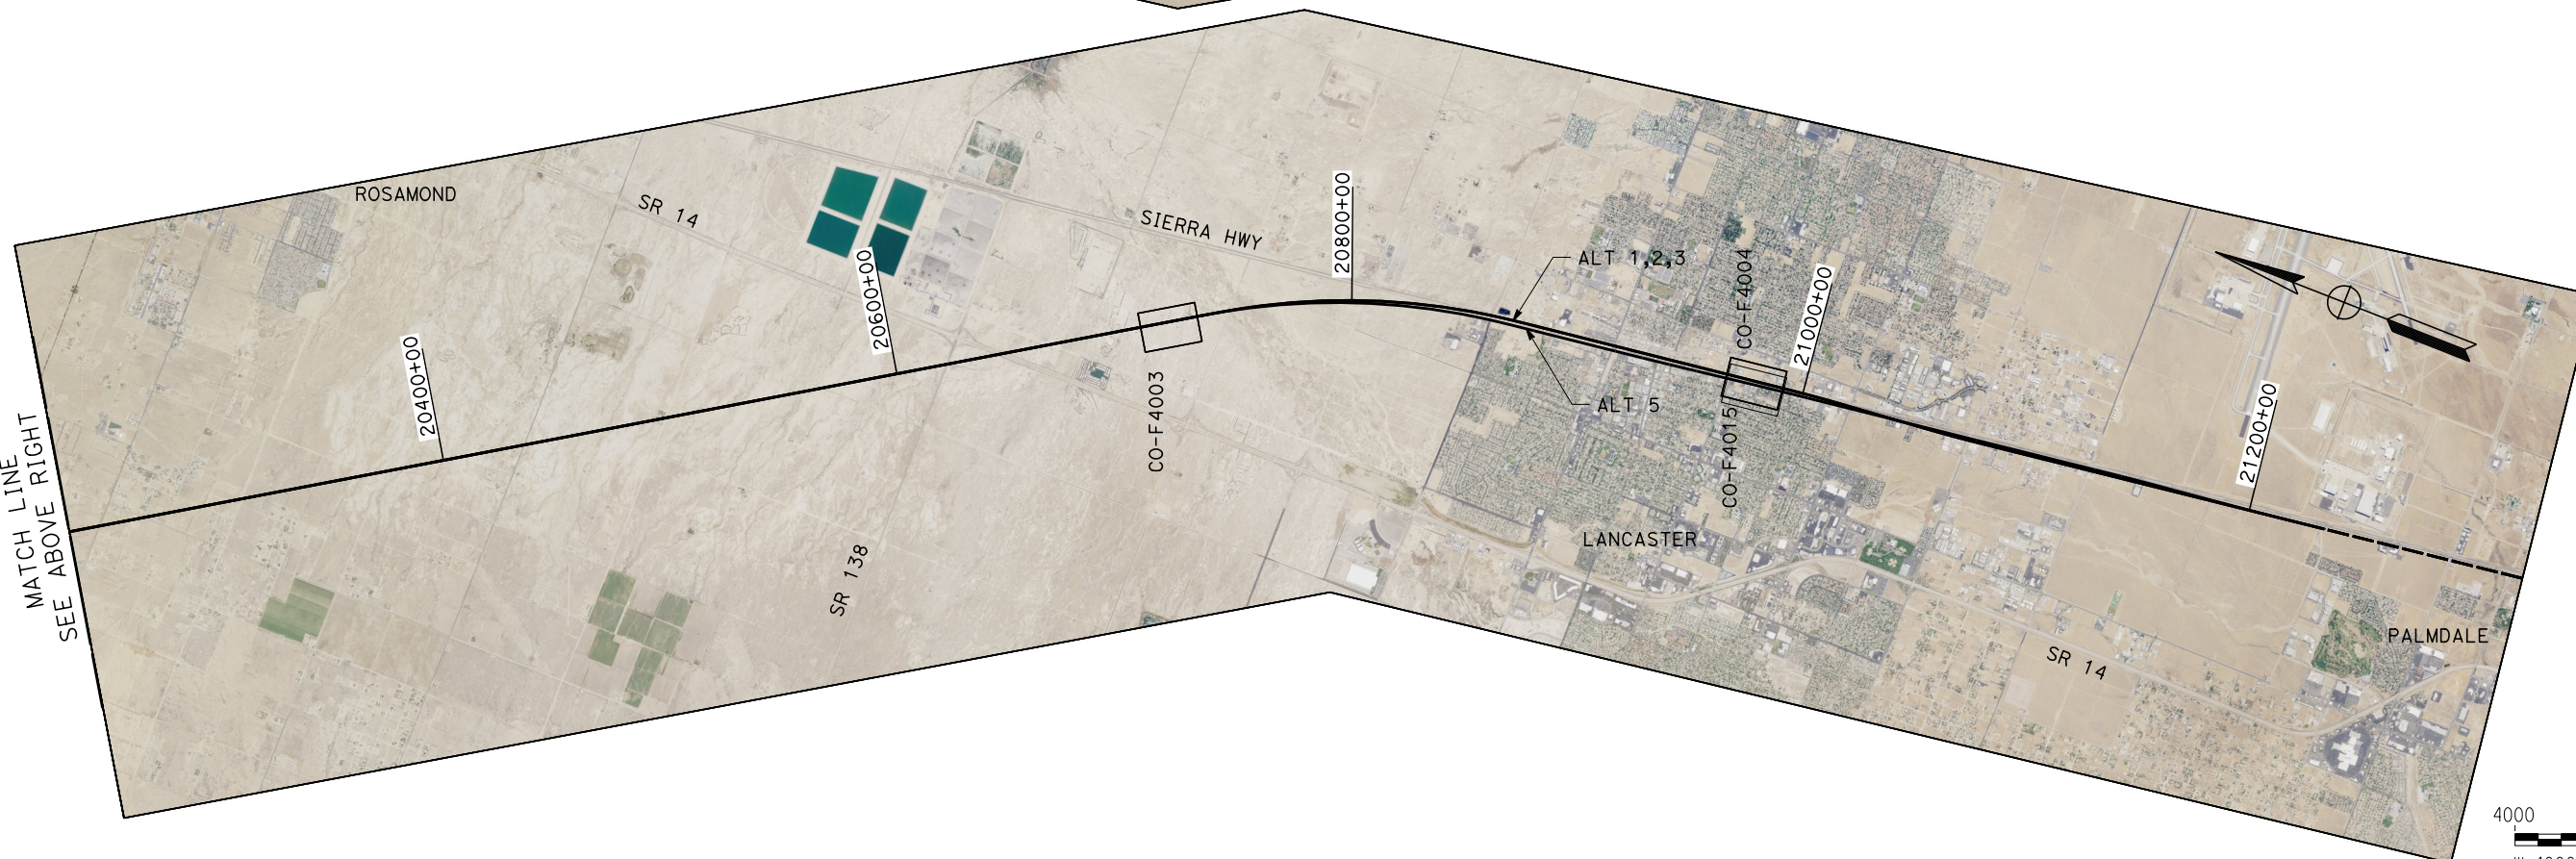 ROSAMOND
SR 14
SIERRA HWY
20400+00
20600+00
20800+00
ALT 1,2,3
ALT 5
CO-F4003
CO-F4004
CO-F4015
21000+00
21200+00
MATCH LINE
SEE ABOVE RIGHT
SR 138
LANCASTER
SR 14
PALMDALE
4000